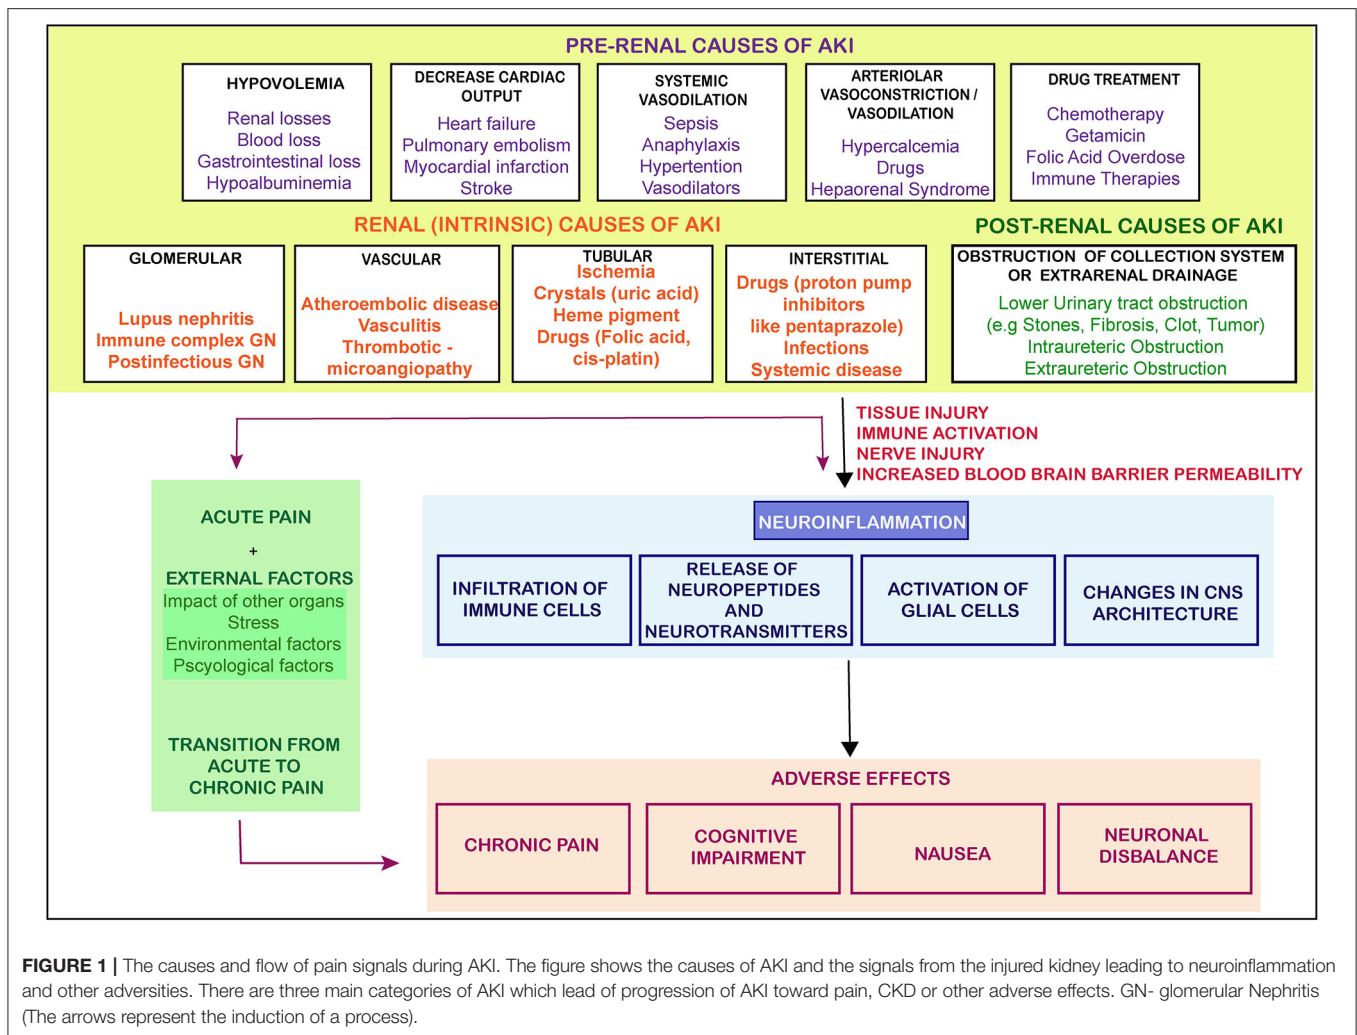 PRE-RENAL CAUSES OF AKI
HYPOVOLEMIA
Renal losses
Blood loss
Gastrointestinal loss
Hypoalbuminemia
DECREASE CARDIAC
OUTPUT
Heart failure
Pulmonary embolism
Myocardial infarction
Stroke
SYSTEMIC
VASODILATION
Sepsis
Anaphylaxis
Hypertention
Vasodilators
ARTERIOLAR
VASOCONSTRICTION /
VASODILATION
Hypercalcemia
Drugs
Hepaorenal Syndrome
DRUG TREATMENT
Chemotherapy
Getamicin
Folic Acid Overdose
Immune Therapies
RENAL (INTRINSIC) CAUSES OF AKI
GLOMERULAR
Lupus nephritis
Immune complex GN
Postinfectious GN
VASCULAR
Atheroembolic disease
Vasculitis
Thrombotic -
microangiopathy
TUBULAR
Ischemia
Crystals (uric acid)
Heme pigment
Drugs (Folic acid,
cis-platin)
INTERSTITIAL
Drugs (proton pump
inhibitors
like pentaprazole)
Infections
Systemic disease
POST-RENAL CAUSES OF AKI
OBSTRUCTION OF COLLECTION SYSTEM
OR EXTRARENAL DRAINAGE
Lower Urinary tract obstruction
(e.g Stones, Fibrosis, Clot, Tumor)
Intraureteric Obstruction
Extraureteric Obstruction
TISSUE INJURY
IMMUNE ACTIVATION
NERVE INJURY
INCREASED BLOOD BRAIN BARRIER PERMEABILITY
ACUTE PAIN
+
EXTERNAL FACTORS
Impact of other organs
Stress
Environmental factors
Pscyological factors
TRANSITION FROM
ACUTE TO
CHRONIC PAIN
NEUROINFLAMMATION
INFILTRATION OF
IMMUNE CELLS
RELEASE OF
NEUROPEPTIDES
AND
NEUROTRANSMITTERS
ACTIVATION OF
GLIAL CELLS
CHANGES IN CNS
ARCHITECTURE
ADVERSE EFFECTS
CHRONIC PAIN
COGNITIVE
IMPAIRMENT
NAUSEA
NEURONAL
DISBALANCE
FIGURE 1 | The causes and flow of pain signals during AKI. The figure shows the causes of AKI and the signals from the injured kidney leading to neuroinflammation
and other adversities. There are three main categories of AKI which lead of progression of AKI toward pain, CKD or other adverse effects. GN- glomerular Nephritis
(The arrows represent the induction of a process).